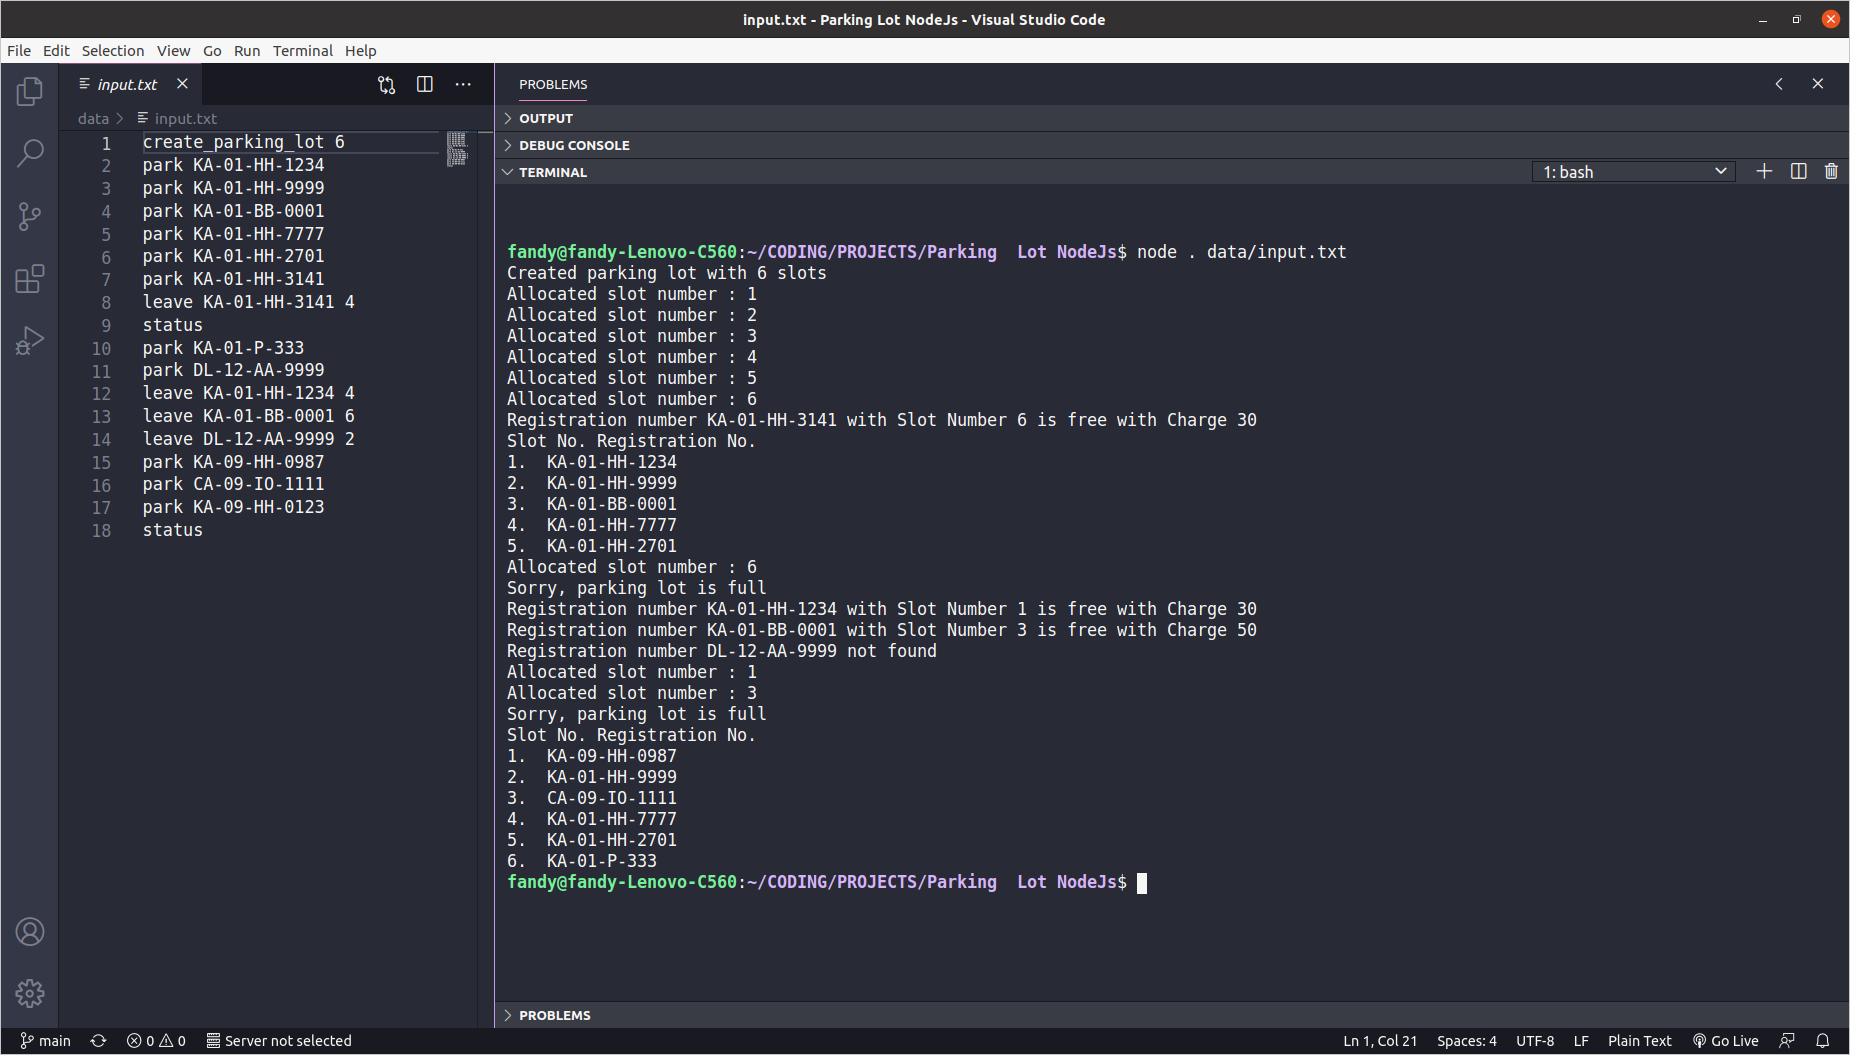 input.txt - Parking Lot NodeJs - Visual Studio Code
File Edit Selection View Go Run Terminal Help
input.txt
data > input.txt
1 create_parking_lot 6
2 park KA-01-HH-1234
3 park KA-01-HH-9999
4 park KA-01-BB-0001
5 park KA-01-HH-7777
6 park KA-01-HH-2701
7 park KA-01-HH-3141
8 leave KA-01-HH-3141 4
9 status
10 park KA-01-P-333
11 park DL-12-AA-9999
12 leave KA-01-HH-1234 4
13 leave KA-01-BB-0001 6
14 leave DL-12-AA-9999 2
15 park KA-09-HH-0987
16 park CA-09-IO-1111
17 park KA-09-HH-0123
18 status
PROBLEMS
OUTPUT
DEBUG CONSOLE
TERMINAL
1: bash
fandy@fandy-Lenovo-C560:~/CODING/PROJECTS/Parking  Lot NodeJs$ node . data/input.txt
Created parking lot with 6 slots
Allocated slot number : 1
Allocated slot number : 2
Allocated slot number : 3
Allocated slot number : 4
Allocated slot number : 5
Allocated slot number : 6
Registration number KA-01-HH-3141 with Slot Number 6 is free with Charge 30
Slot No. Registration No.
1.  KA-01-HH-1234
2.  KA-01-HH-9999
3.  KA-01-BB-0001
4.  KA-01-HH-7777
5.  KA-01-HH-2701
Allocated slot number : 6
Sorry, parking lot is full
Registration number KA-01-HH-1234 with Slot Number 1 is free with Charge 30
Registration number KA-01-BB-0001 with Slot Number 3 is free with Charge 50
Registration number DL-12-AA-9999 not found
Allocated slot number : 1
Allocated slot number : 3
Sorry, parking lot is full
Slot No. Registration No.
1.  KA-09-HH-0987
2.  KA-01-HH-9999
3.  CA-09-IO-1111
4.  KA-01-HH-7777
5.  KA-01-HH-2701
6.  KA-01-P-333
fandy@fandy-Lenovo-C560:~/CODING/PROJECTS/Parking  Lot NodeJs$
PROBLEMS
main 0 0 Server not selected Ln 1, Col 21 Spaces: 4 UTF-8 LF Plain Text Go Live